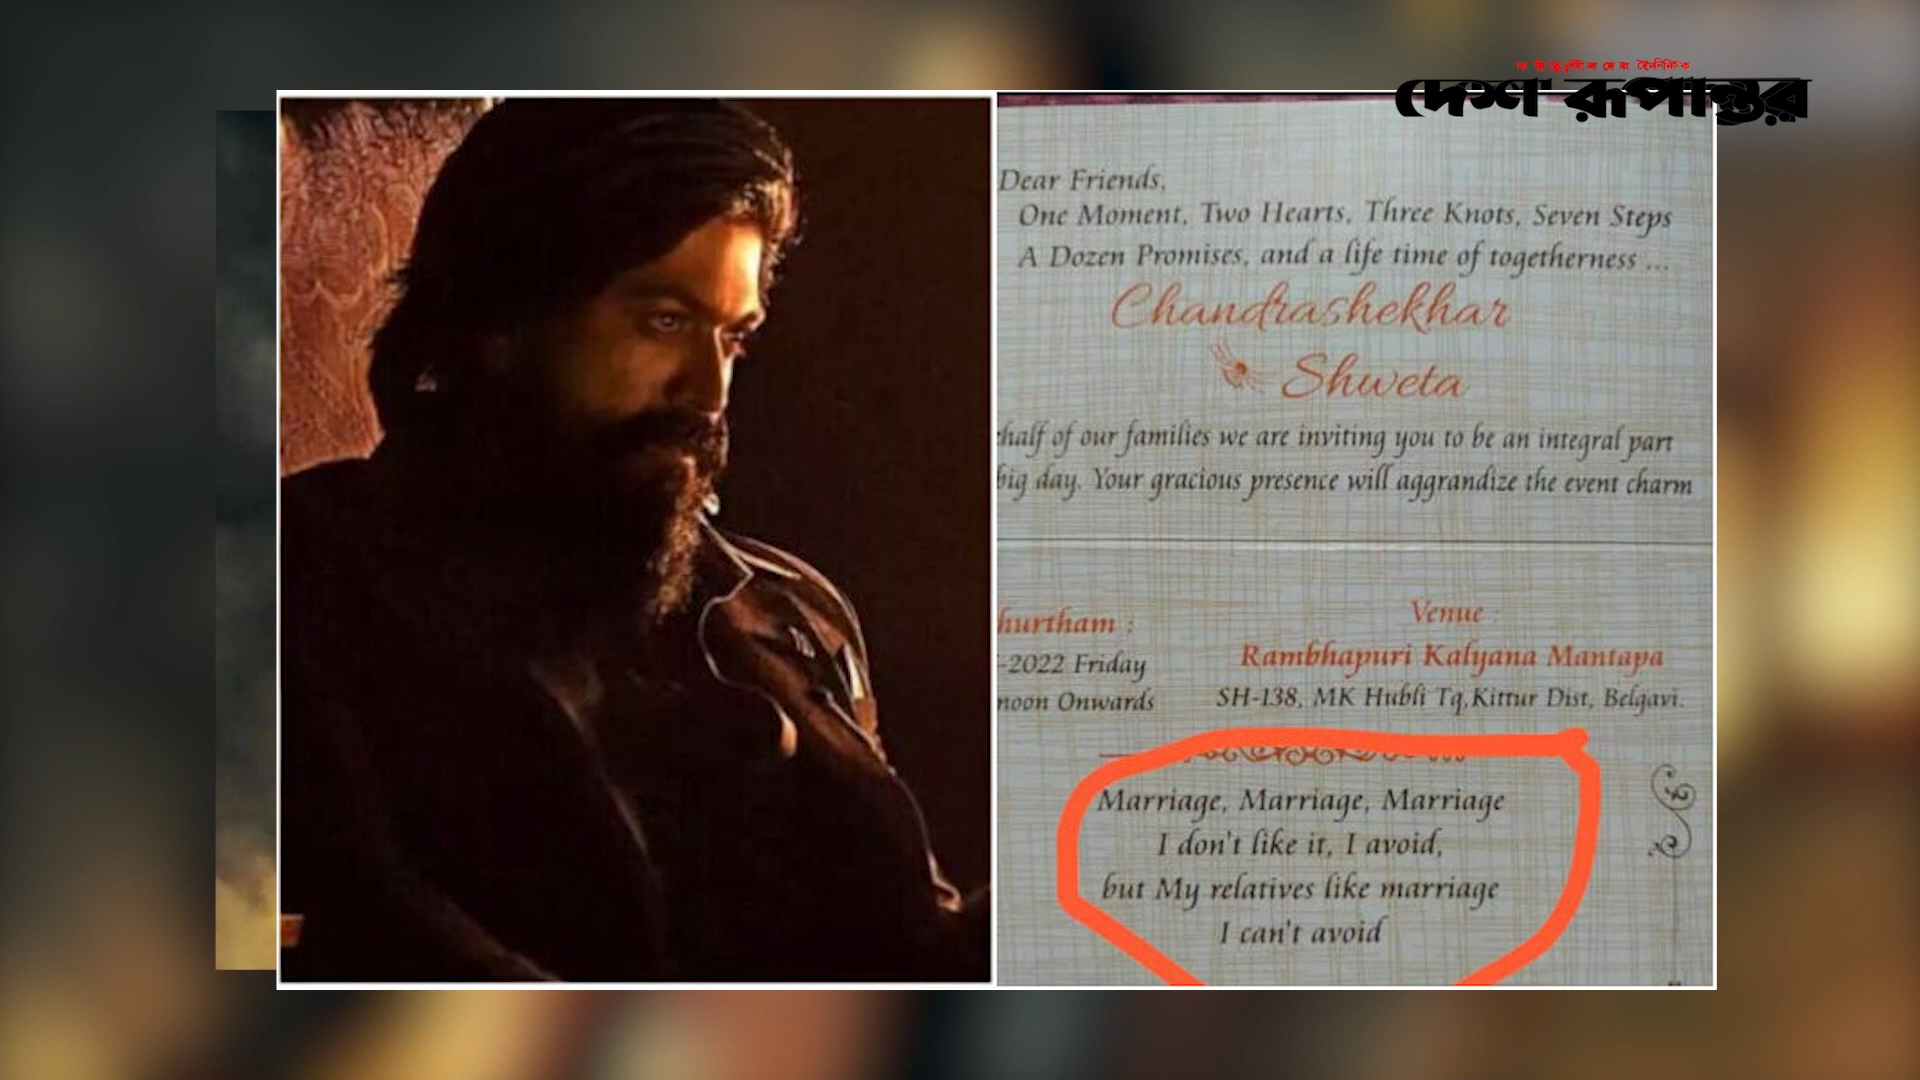 দায়িত্বশীলদের দৈনিক
দেশ রূপান্তর
Dear Friends,
One Moment, Two Hearts, Three Knots, Seven Steps
A Dozen Promises, and a life time of togetherness ...
Chandrashekhar
Shweta
half of our families we are inviting you to be an integral part
big day. Your gracious presence will aggrandize the event charm
hurtham :
-2022 Friday
noon Onwards
Venue :
Rambhapuri Kalyana Mantapa
SH-138, MK Hubli Tq,Kittur Dist, Belgavi.
Marriage, Marriage, Marriage
I don't like it, I avoid,
but My relatives like marriage
I can't avoid